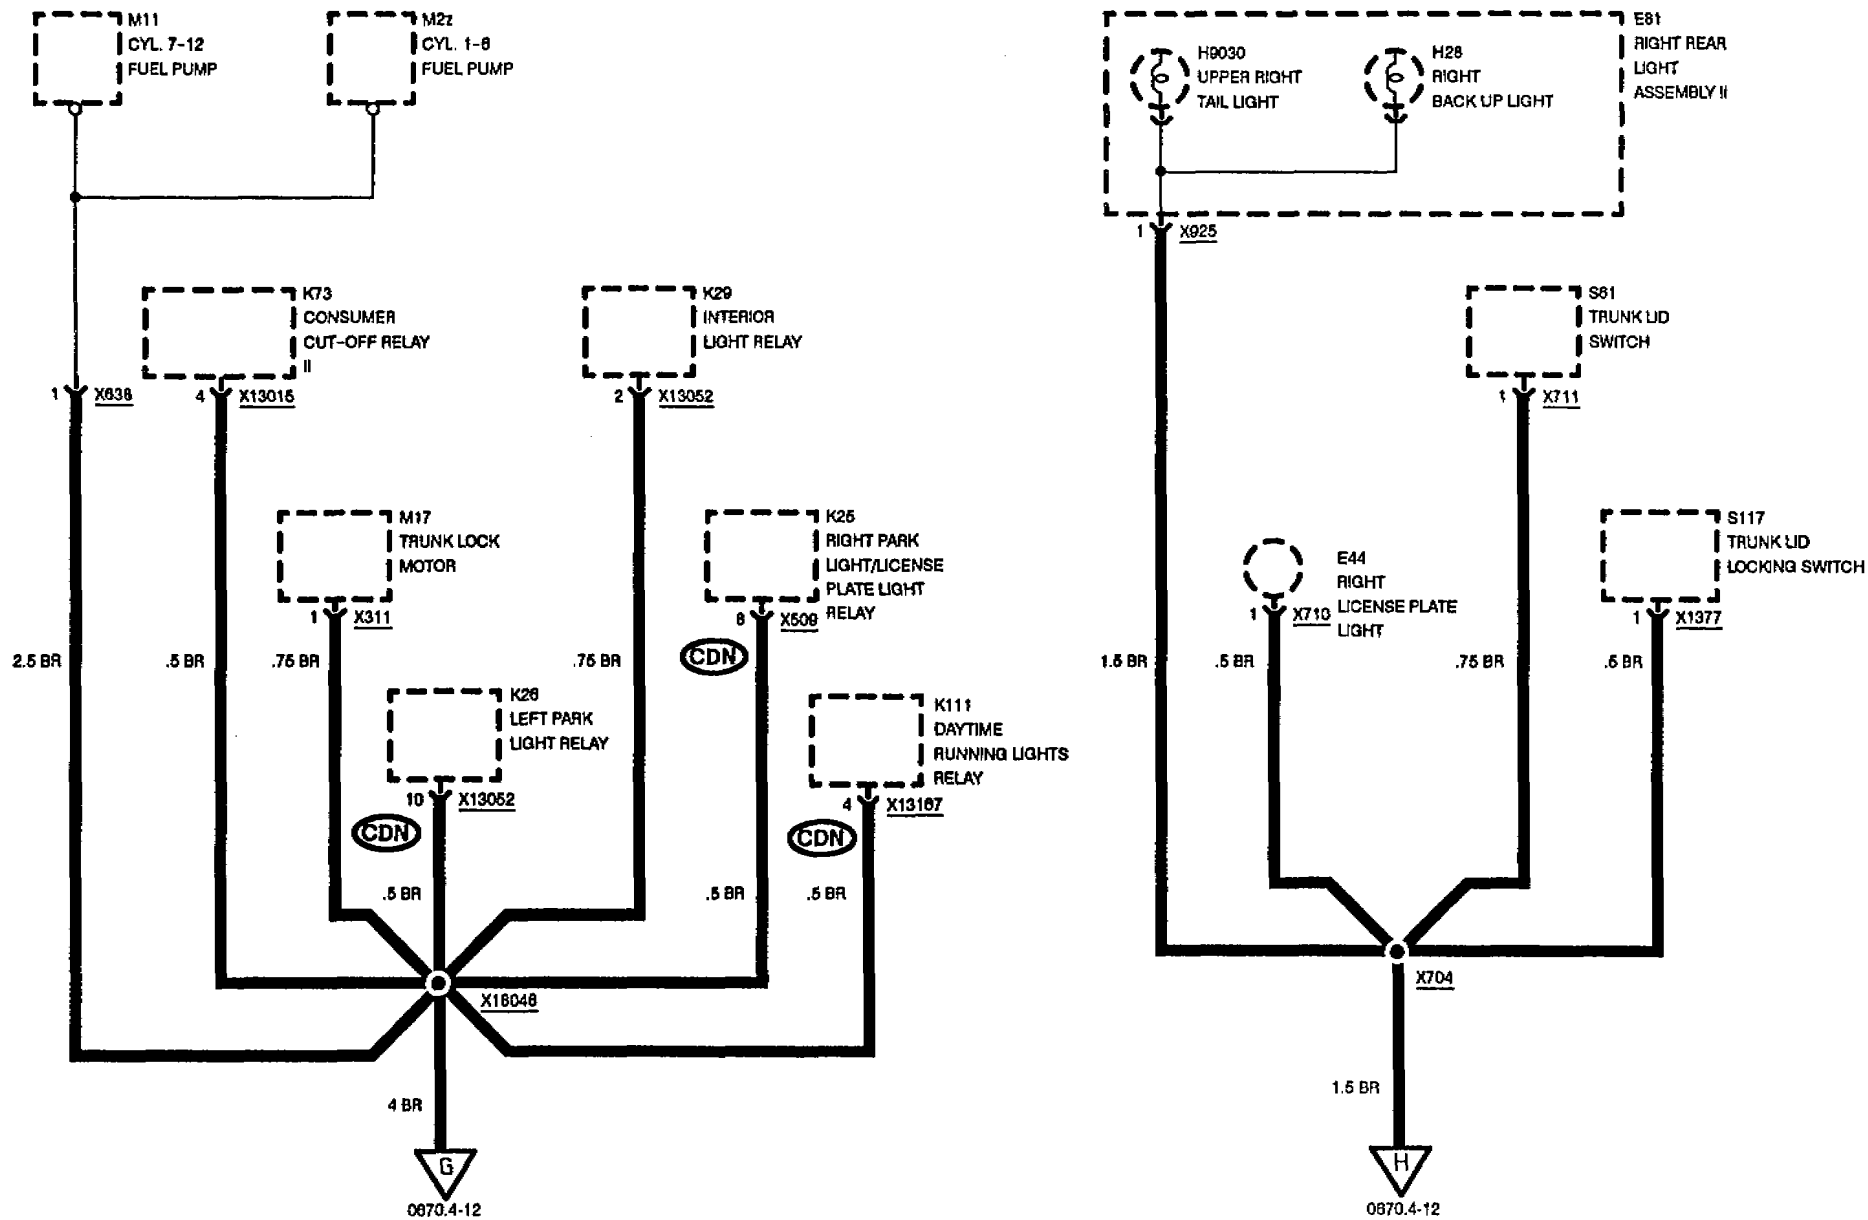 M11
CYL. 7-12
FUEL PUMP
M2z
CYL. 1-6
FUEL PUMP
H9030
UPPER RIGHT
TAIL LIGHT
H28
RIGHT
BACK UP LIGHT
E81
RIGHT REAR
LIGHT
ASSEMBLY II
1
X925
K73
CONSUMER
CUT-OFF RELAY
II
K29
INTERIOR
LIGHT RELAY
S61
TRUNK LID
SWITCH
1
X638
4
X13015
2
X13052
1
X711
M17
TRUNK LOCK
MOTOR
K25
RIGHT PARK
LIGHT/LICENSE
PLATE LIGHT
RELAY
E44
RIGHT
LICENSE PLATE
LIGHT
S117
TRUNK LID
LOCKING SWITCH
1
X311
8
X509
1
X710
1
X1377
2.5 BR
.5 BR
.75 BR
.75 BR
CDN
1.5 BR
.5 BR
.75 BR
.5 BR
K26
LEFT PARK
LIGHT RELAY
K111
DAYTIME
RUNNING LIGHTS
RELAY
10
X13052
4
X13167
CDN
CDN
.5 BR
.5 BR
.5 BR
X18048
X704
4 BR
1.5 BR
G
H
0670.4-12
0670.4-12